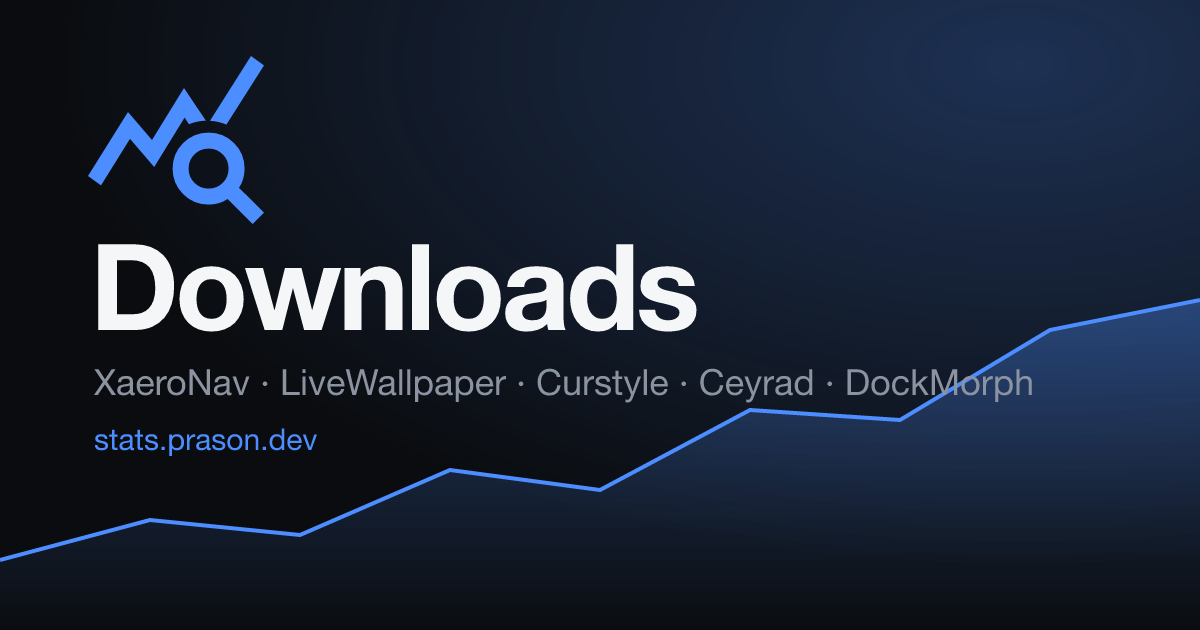 Downloads
XaeroNav · LiveWallpaper · Curstyle · Ceyrad · DockMorph
stats.prason.dev